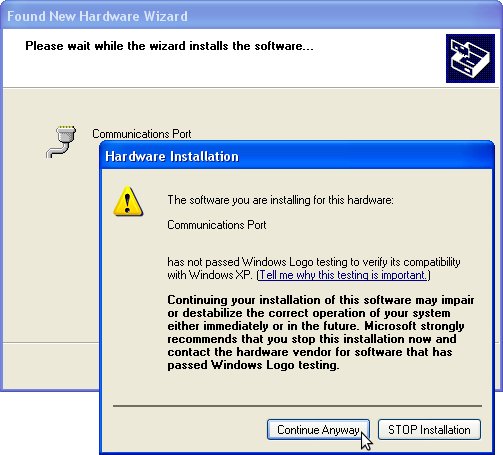 Found New Hardware Wizard
Please wait while the wizard installs the software...
Communications Port
Hardware Installation
The software you are installing for this hardware:
Communications Port
has not passed Windows Logo testing to verify its compatibility
with Windows XP. (Tell me why this testing is important.)
Continuing your installation of this software may impair
or destabilize the correct operation of your system
either immediately or in the future. Microsoft strongly
recommends that you stop this installation now and
contact the hardware vendor for software that has
passed Windows Logo testing.
Continue Anyway
STOP Installation